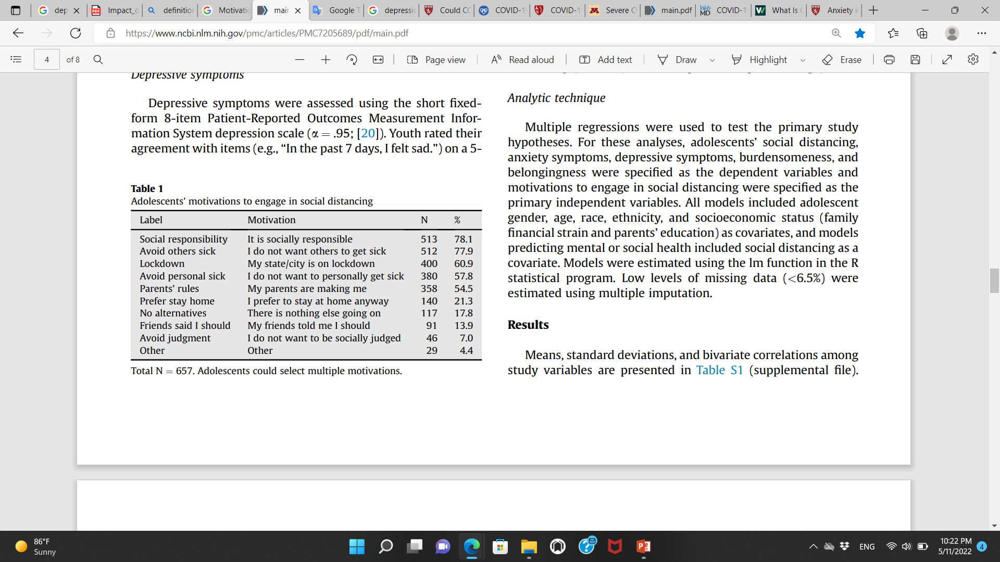 dep
Impact_o
definition
Motivatic
mair
Google T
depressic
Could CC
COVID-1
COVID-1
Severe C
main.pdf
COVID-1
What Is C
Anxiety i
https://www.ncbi.nlm.nih.gov/pmc/articles/PMC7205689/pdf/main.pdf
4 of 8
Page view
Read aloud
Add text
Draw
Highlight
Erase
Depressive symptoms
Depressive symptoms were assessed using the short fixed-
form 8-item Patient-Reported Outcomes Measurement Infor-
mation System depression scale (α = .95; [20]). Youth rated their
agreement with items (e.g., “In the past 7 days, I felt sad.”) on a 5-
Table 1
Adolescents' motivations to engage in social distancing
Label Motivation N %
Social responsibility It is socially responsible 513 78.1
Avoid others sick I do not want others to get sick 512 77.9
Lockdown My state/city is on lockdown 400 60.9
Avoid personal sick I do not want to personally get sick 380 57.8
Parents' rules My parents are making me 358 54.5
Prefer stay home I prefer to stay at home anyway 140 21.3
No alternatives There is nothing else going on 117 17.8
Friends said I should My friends told me I should 91 13.9
Avoid judgment I do not want to be socially judged 46 7.0
Other Other 29 4.4
Total N = 657. Adolescents could select multiple motivations.
Analytic technique
Multiple regressions were used to test the primary study
hypotheses. For these analyses, adolescents’ social distancing,
anxiety symptoms, depressive symptoms, burdensomeness, and
belongingness were specified as the dependent variables and
motivations to engage in social distancing were specified as the
primary independent variables. All models included adolescent
gender, age, race, ethnicity, and socioeconomic status (family
financial strain and parents’ education) as covariates, and models
predicting mental or social health included social distancing as a
covariate. Models were estimated using the lm function in the R
statistical program. Low levels of missing data (<6.5%) were
estimated using multiple imputation.
Results
Means, standard deviations, and bivariate correlations among
study variables are presented in Table S1 (supplemental file).
86°F
Sunny
ENG
10:22 PM
5/11/2022
4